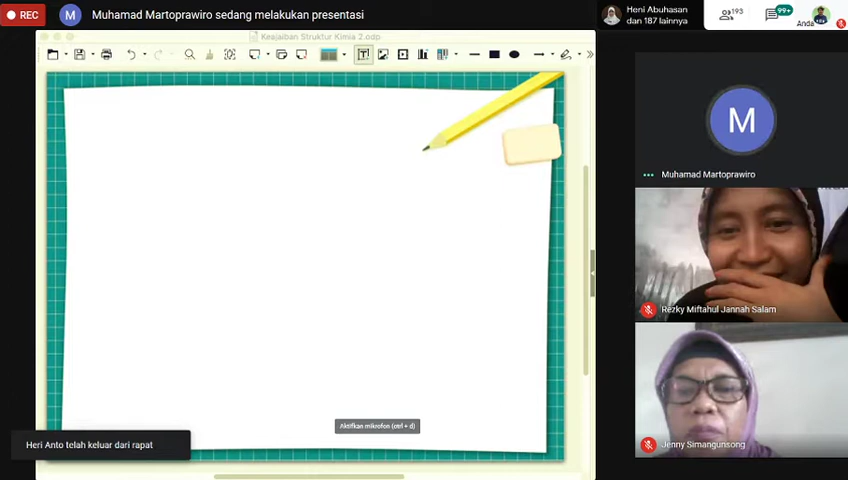 REC
M
Muhamad Martoprawiro sedang melakukan presentasi
Heni Abuhasan
dan 187 lainnya
193
99+
Anda
Keajaiban Struktur Kimia 2.odp
M
Muhamad Martoprawiro
Rezky Miftahul Jannah Salam
Aktifkan mikrofon (ctrl + d)
Heri Anto telah keluar dari rapat
Jenny Simangunsong